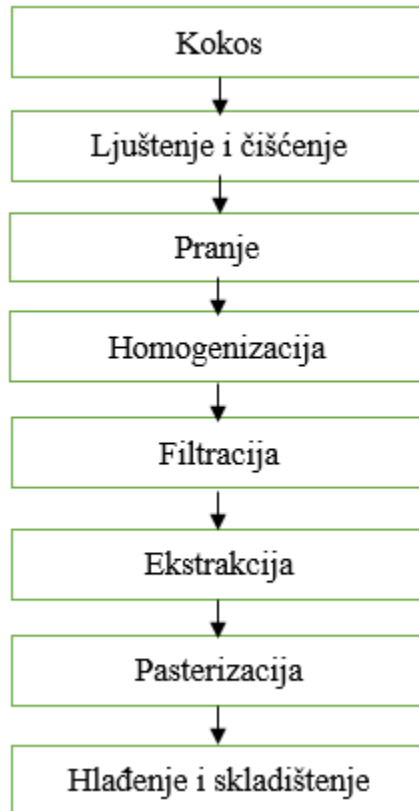 Kokos
Ljuštenje i čišćenje
Pranje
Homogenizacija
Filtracija
Ekstrakcija
Pasterizacija
Hlađenje i skladištenje